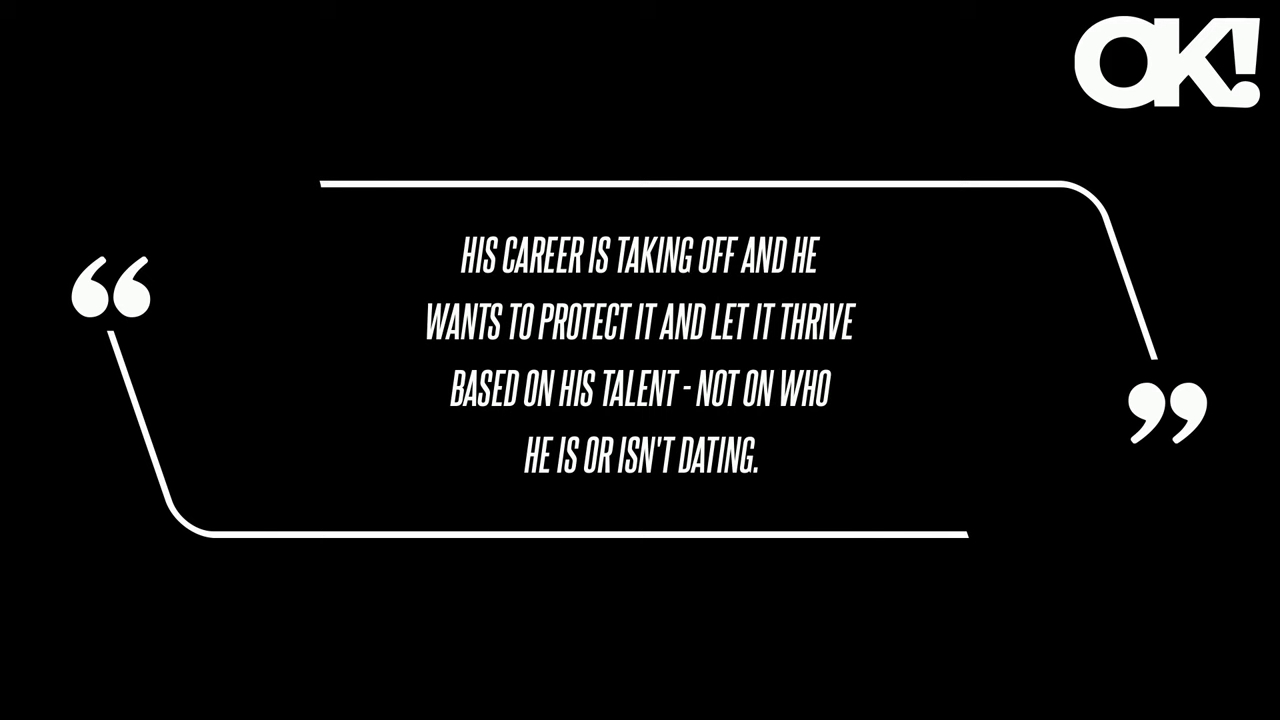 OK!
“
HIS CAREER IS TAKING OFF AND HE
WANTS TO PROTECT IT AND LET IT THRIVE
BASED ON HIS TALENT - NOT ON WHO
HE IS OR ISN'T DATING.
”